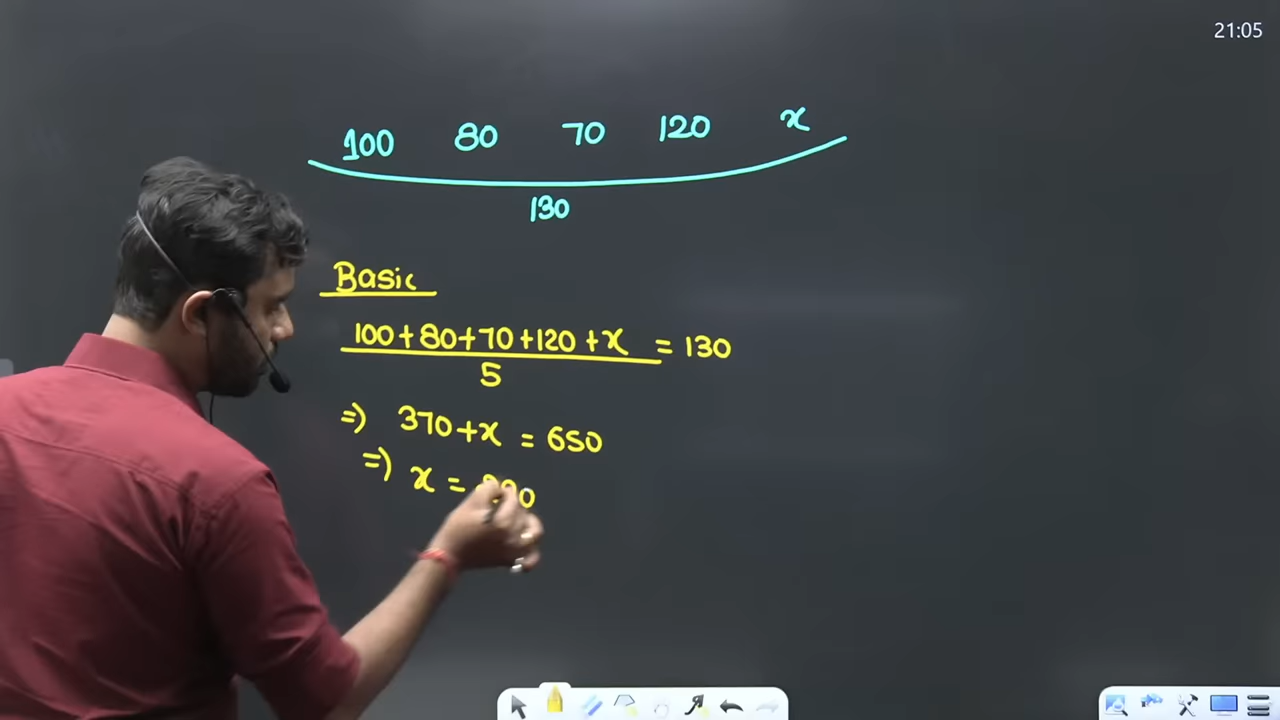 21:05
100 80 70 120 x
130
Basic
100+80+70+120+x = 130
5
=) 370+x = 650
=) x =